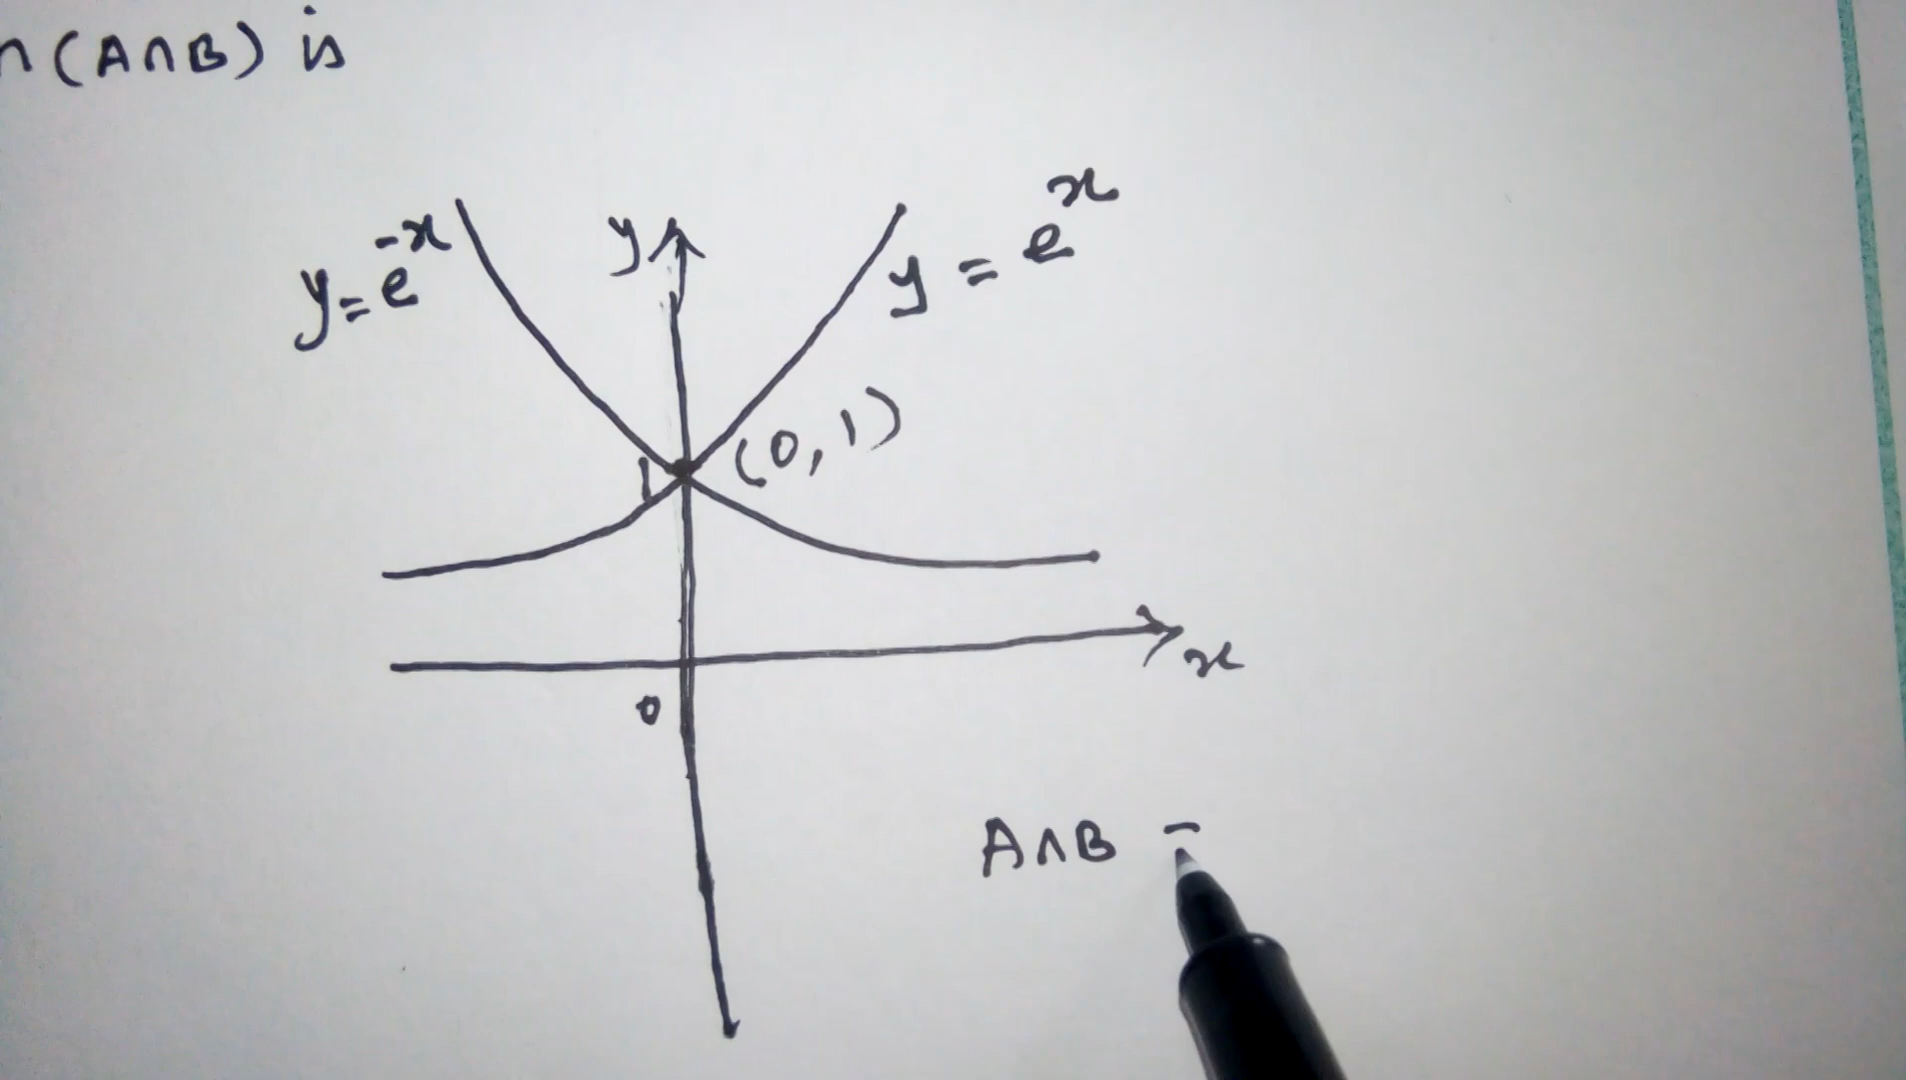 n(A∩B) is
y=e^-x
y
y = e^x
(0,1)
1
x
0
A∩B =